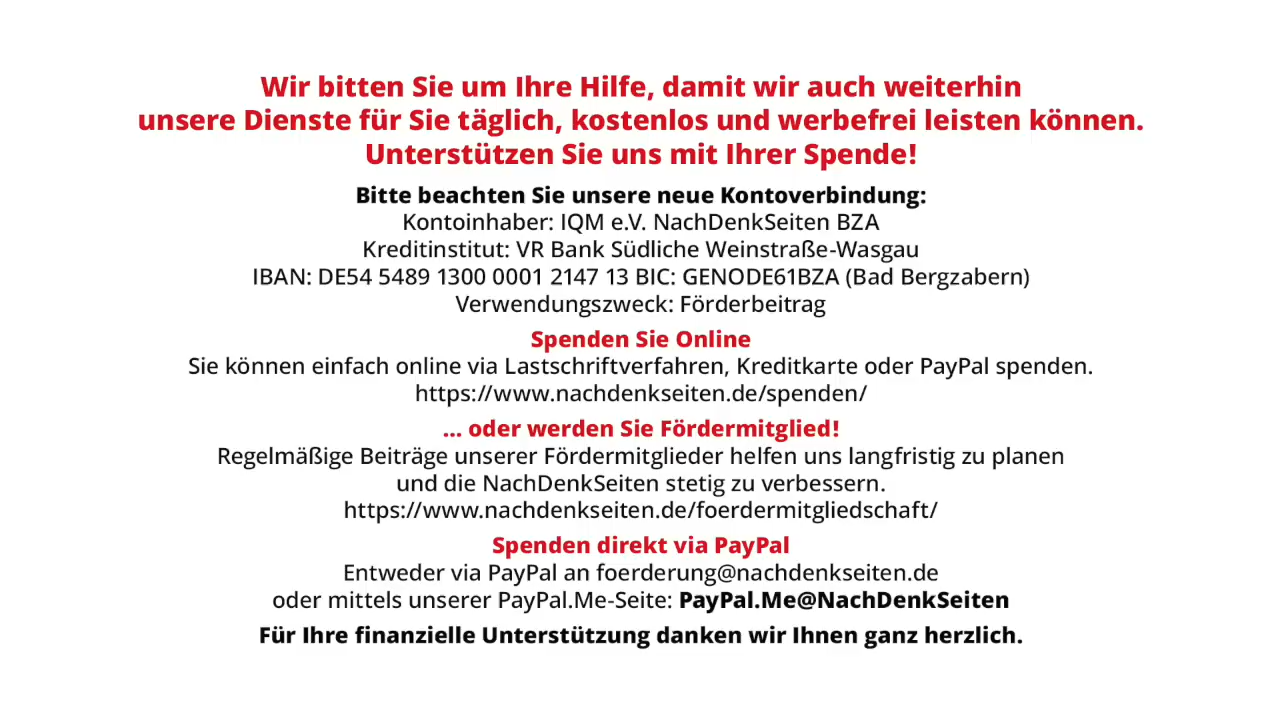 Wir bitten Sie um Ihre Hilfe, damit wir auch weiterhin
unsere Dienste für Sie täglich, kostenlos und werbefrei leisten können.
Unterstützen Sie uns mit Ihrer Spende!
Bitte beachten Sie unsere neue Kontoverbindung:
Kontoinhaber: IQM e.V. NachDenkSeiten BZA
Kreditinstitut: VR Bank Südliche Weinstraße-Wasgau
IBAN: DE54 5489 1300 0001 2147 13 BIC: GENODE61BZA (Bad Bergzabern)
Verwendungszweck: Förderbeitrag
Spenden Sie Online
Sie können einfach online via Lastschriftverfahren, Kreditkarte oder PayPal spenden.
https://www.nachdenkseiten.de/spenden/
... oder werden Sie Fördermitglied!
Regelmäßige Beiträge unserer Fördermitglieder helfen uns langfristig zu planen
und die NachDenkSeiten stetig zu verbessern.
https://www.nachdenkseiten.de/foerdermitgliedschaft/
Spenden direkt via PayPal
Entweder via PayPal an foerderung@nachdenkseiten.de
oder mittels unserer PayPal.Me-Seite: PayPal.Me@NachDenkSeiten
Für Ihre finanzielle Unterstützung danken wir Ihnen ganz herzlich.